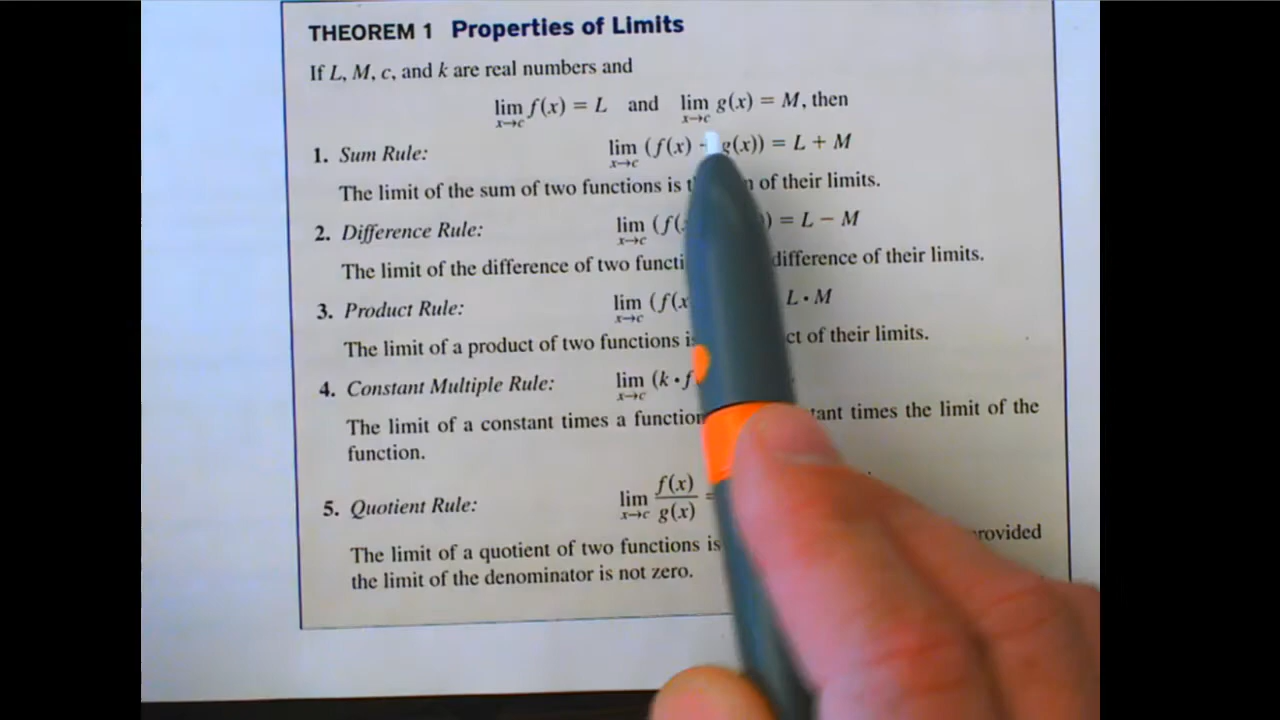 THEOREM 1 Properties of Limits
If L, M, c, and k are real numbers and
lim x→c f(x) = L and lim x→c g(x) = M, then
1. Sum Rule: lim x→c (f(x) g(x)) = L + M
The limit of the sum of two functions is of their limits.
2. Difference Rule: lim x→c (f( ) = L − M
The limit of the difference of two difference of their limits.
3. Product Rule: lim x→c (f(x L • M
The limit of a product of two functions is of their limits.
4. Constant Multiple Rule: lim x→c (k • f
The limit of a constant times a function times the limit of the
function.
5. Quotient Rule: lim x→c f(x)/g(x) =
The limit of a quotient of two functions is
the limit of the denominator is not zero.